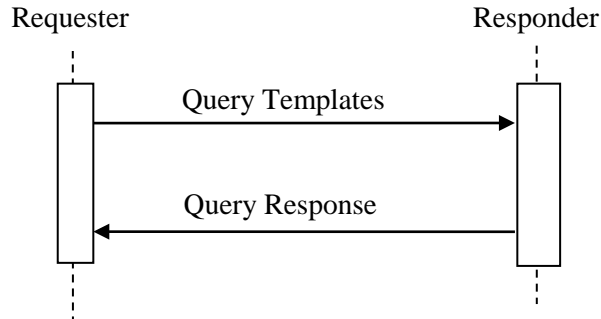 Requester
Responder
Query Templates
Query Response